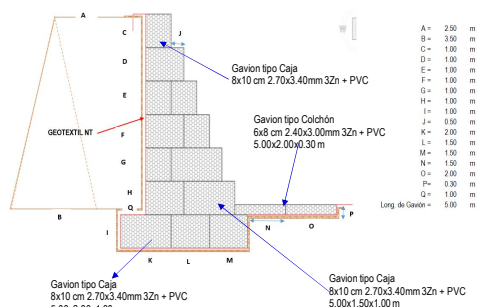 A
C
J
D
Gavion tipo Caja
8x10 cm 2.70x3.40mm 3Zn + PVC
E
Gavion tipo Colchón
6x8 cm 2.40x3.00mm 3Zn + PVC
5.00x2.00x0.30 m
GEOTEXTIL NT
F
G
H
Q
B
P
I
N
O
K
L
M
Gavion tipo Caja
8x10 cm 2.70x3.40mm 3Zn + PVC
Gavion tipo Caja
8x10 cm 2.70x3.40mm 3Zn + PVC
5.00x1.50x1.00 m
A = 2.50 m
B = 3.50 m
C = 1.00 m
D = 1.00 m
E = 1.00 m
F = 1.00 m
G = 1.00 m
H = 1.00 m
I = 1.00 m
J = 0.50 m
K = 2.00 m
L = 1.50 m
M = 1.50 m
N = 1.50 m
O = 2.00 m
P= 0.30 m
Q = 1.00 m
Long. de Gavión = 5.00 m